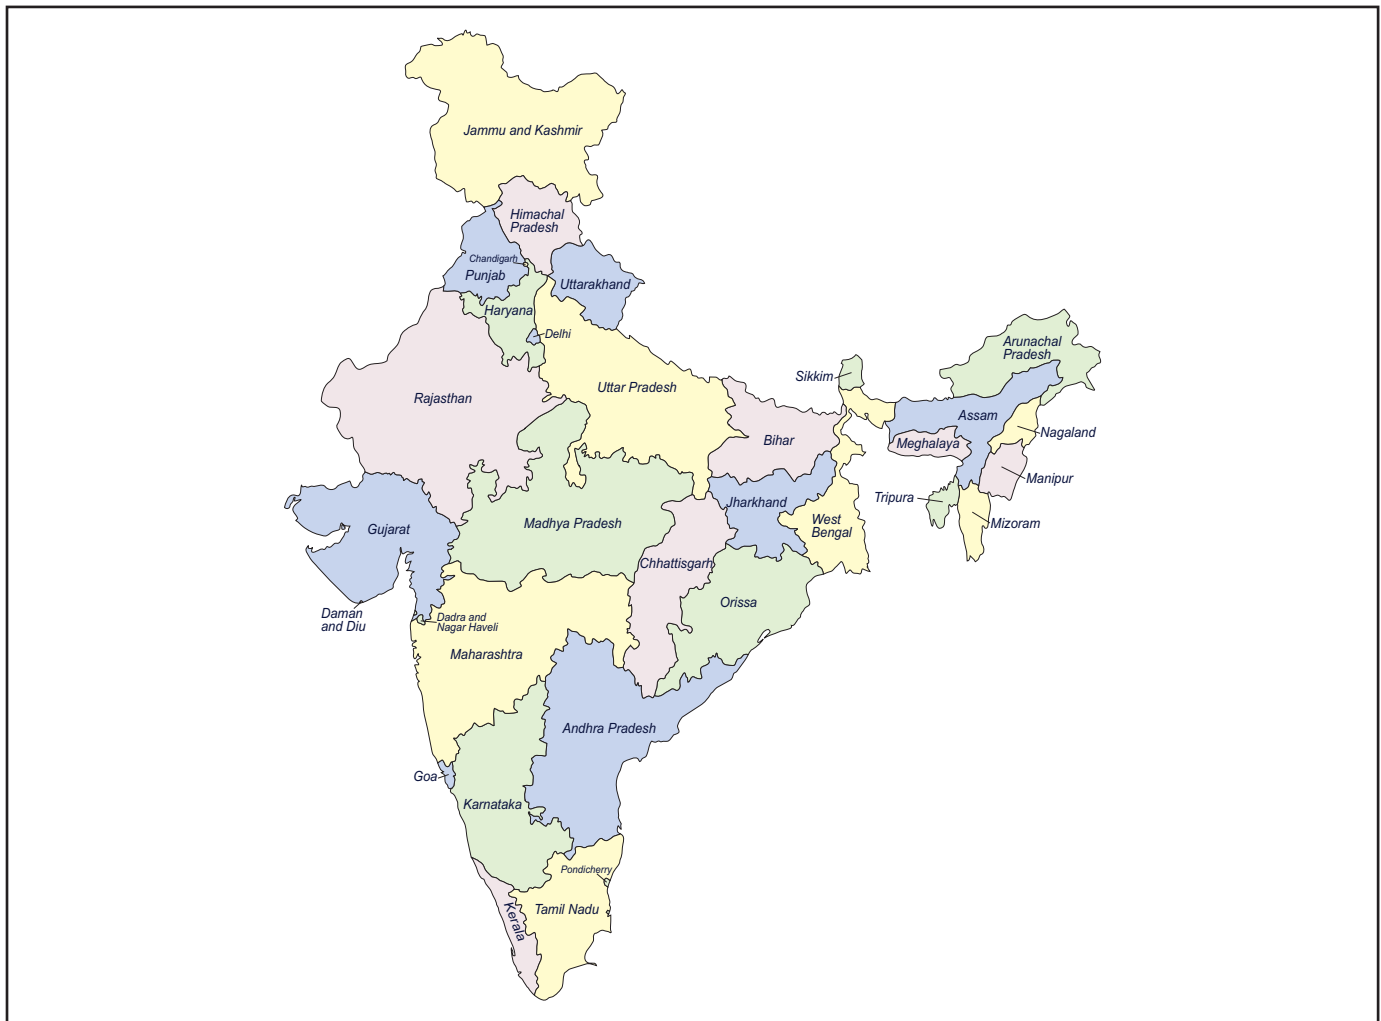 Jammu and Kashmir
Himachal
Pradesh
Chandigarh
Punjab
Uttarakhand
Haryana
Delhi
Arunachal
Pradesh
Sikkim
Uttar Pradesh
Rajasthan
Assam
Nagaland
Bihar
Meghalaya
Manipur
Tripura
Jharkhand
Mizoram
West
Bengal
Madhya Pradesh
Gujarat
Chhattisgarh
Orissa
Daman
and Diu
Dadra and
Nagar Haveli
Maharashtra
Andhra Pradesh
Goa
Karnataka
Pondicherry
Tamil Nadu
Kerala